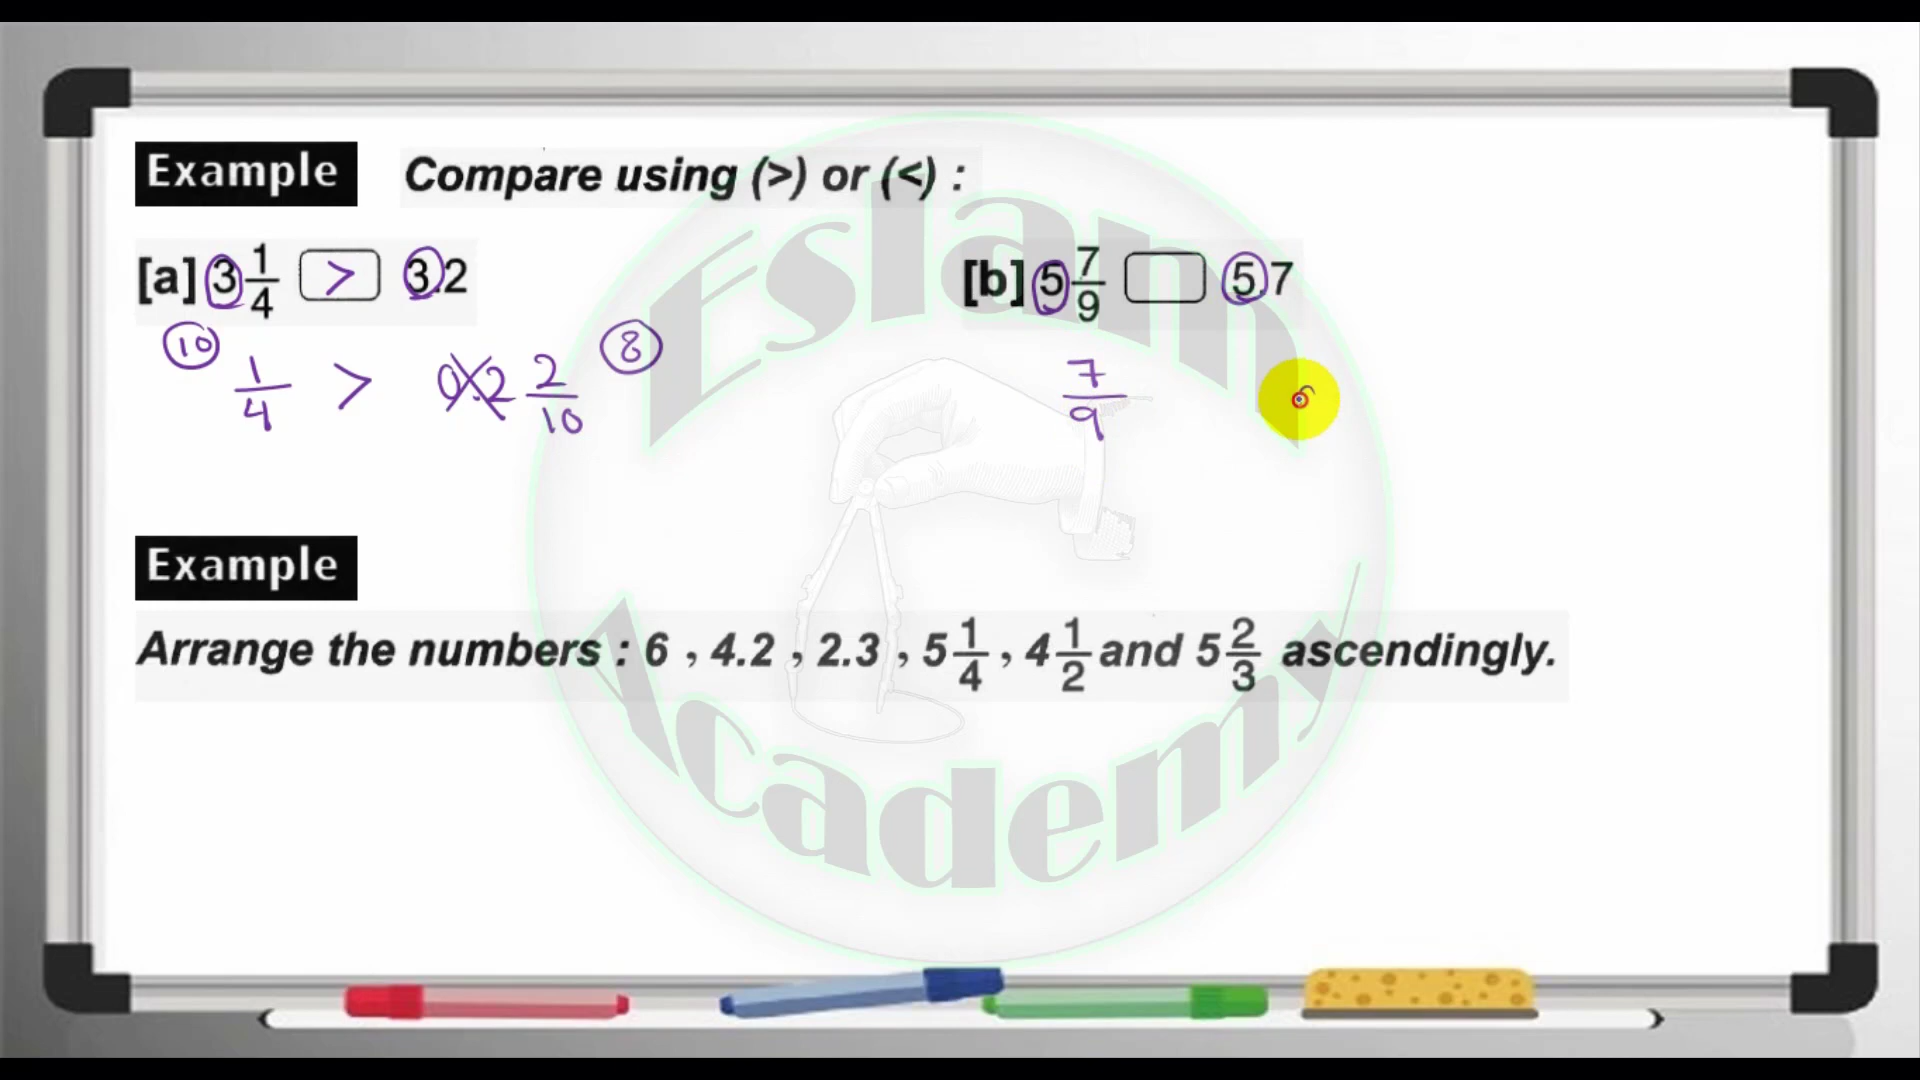 Example Compare using (>) or (<) :
[a] 3 1/4 > 3.2 [b] 5 7/9 5.7
10 8
1/4 > 0.2 2/10 7/9
Example
Arrange the numbers : 6 , 4.2 , 2.3 , 5 1/4 , 4 1/2 and 5 2/3 ascendingly.
Eslam
Academy